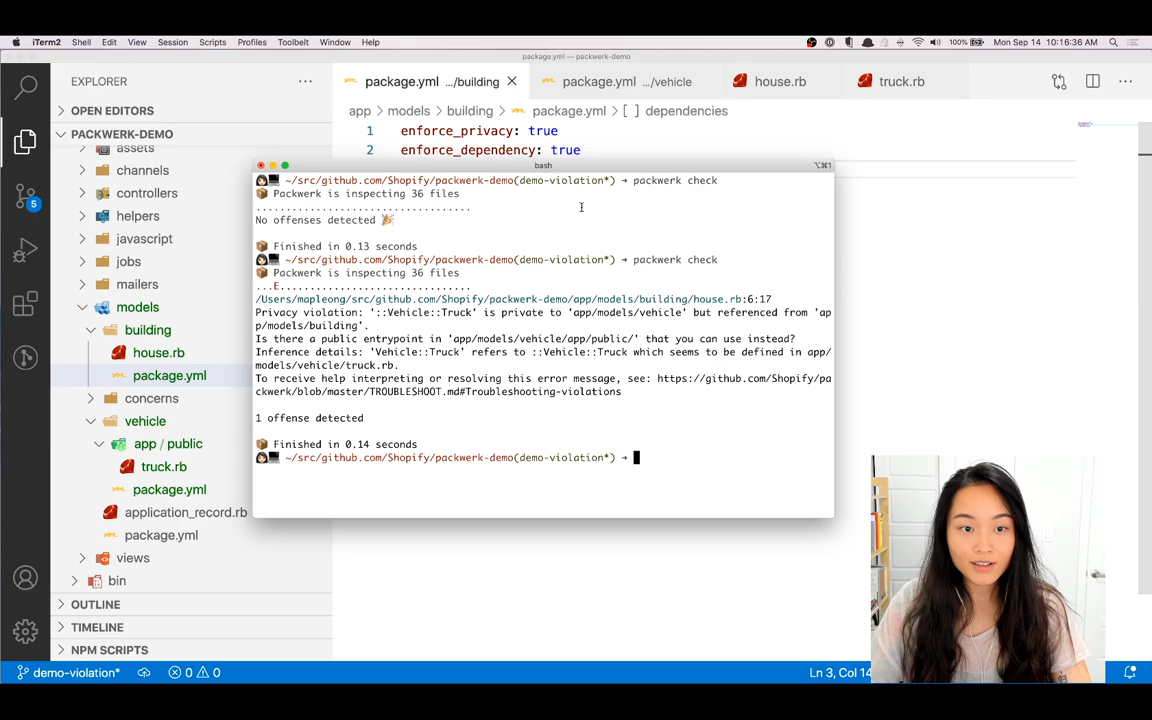 iTerm2 Shell Edit View Session Scripts Profiles Toolbelt Window Help
100% Mon Sep 14 10:16:36 AM
package.yml — packwerk-demo
EXPLORER
OPEN EDITORS
PACKWERK-DEMO
assets
channels
controllers
helpers
javascript
jobs
mailers
models
building
house.rb
package.yml
concerns
vehicle
app / public
truck.rb
package.yml
application_record.rb
package.yml
views
bin
OUTLINE
TIMELINE
NPM SCRIPTS
5
package.yml .../building
package.yml .../vehicle
house.rb
truck.rb
app > models > building > package.yml > [ ] dependencies
1 enforce_privacy: true
2 enforce_dependency: true
bash
⌥⌘1
~/src/github.com/Shopify/packwerk-demo(demo-violation*) → packwerk check
📦 Packwerk is inspecting 36 files
....................................
No offenses detected 🎉
📦 Finished in 0.13 seconds
~/src/github.com/Shopify/packwerk-demo(demo-violation*) → packwerk check
📦 Packwerk is inspecting 36 files
...E................................
/Users/mapleong/src/github.com/Shopify/packwerk-demo/app/models/building/house.rb:6:17
Privacy violation: '::Vehicle::Truck' is private to 'app/models/vehicle' but referenced from 'ap
p/models/building'.
Is there a public entrypoint in 'app/models/vehicle/app/public/' that you can use instead?
Inference details: 'Vehicle::Truck' refers to ::Vehicle::Truck which seems to be defined in app/
models/vehicle/truck.rb.
To receive help interpreting or resolving this error message, see: https://github.com/Shopify/pa
ckwerk/blob/master/TROUBLESHOOT.md#Troubleshooting-violations
1 offense detected
📦 Finished in 0.14 seconds
~/src/github.com/Shopify/packwerk-demo(demo-violation*) →
demo-violation* 0 0
Ln 3, Col 14